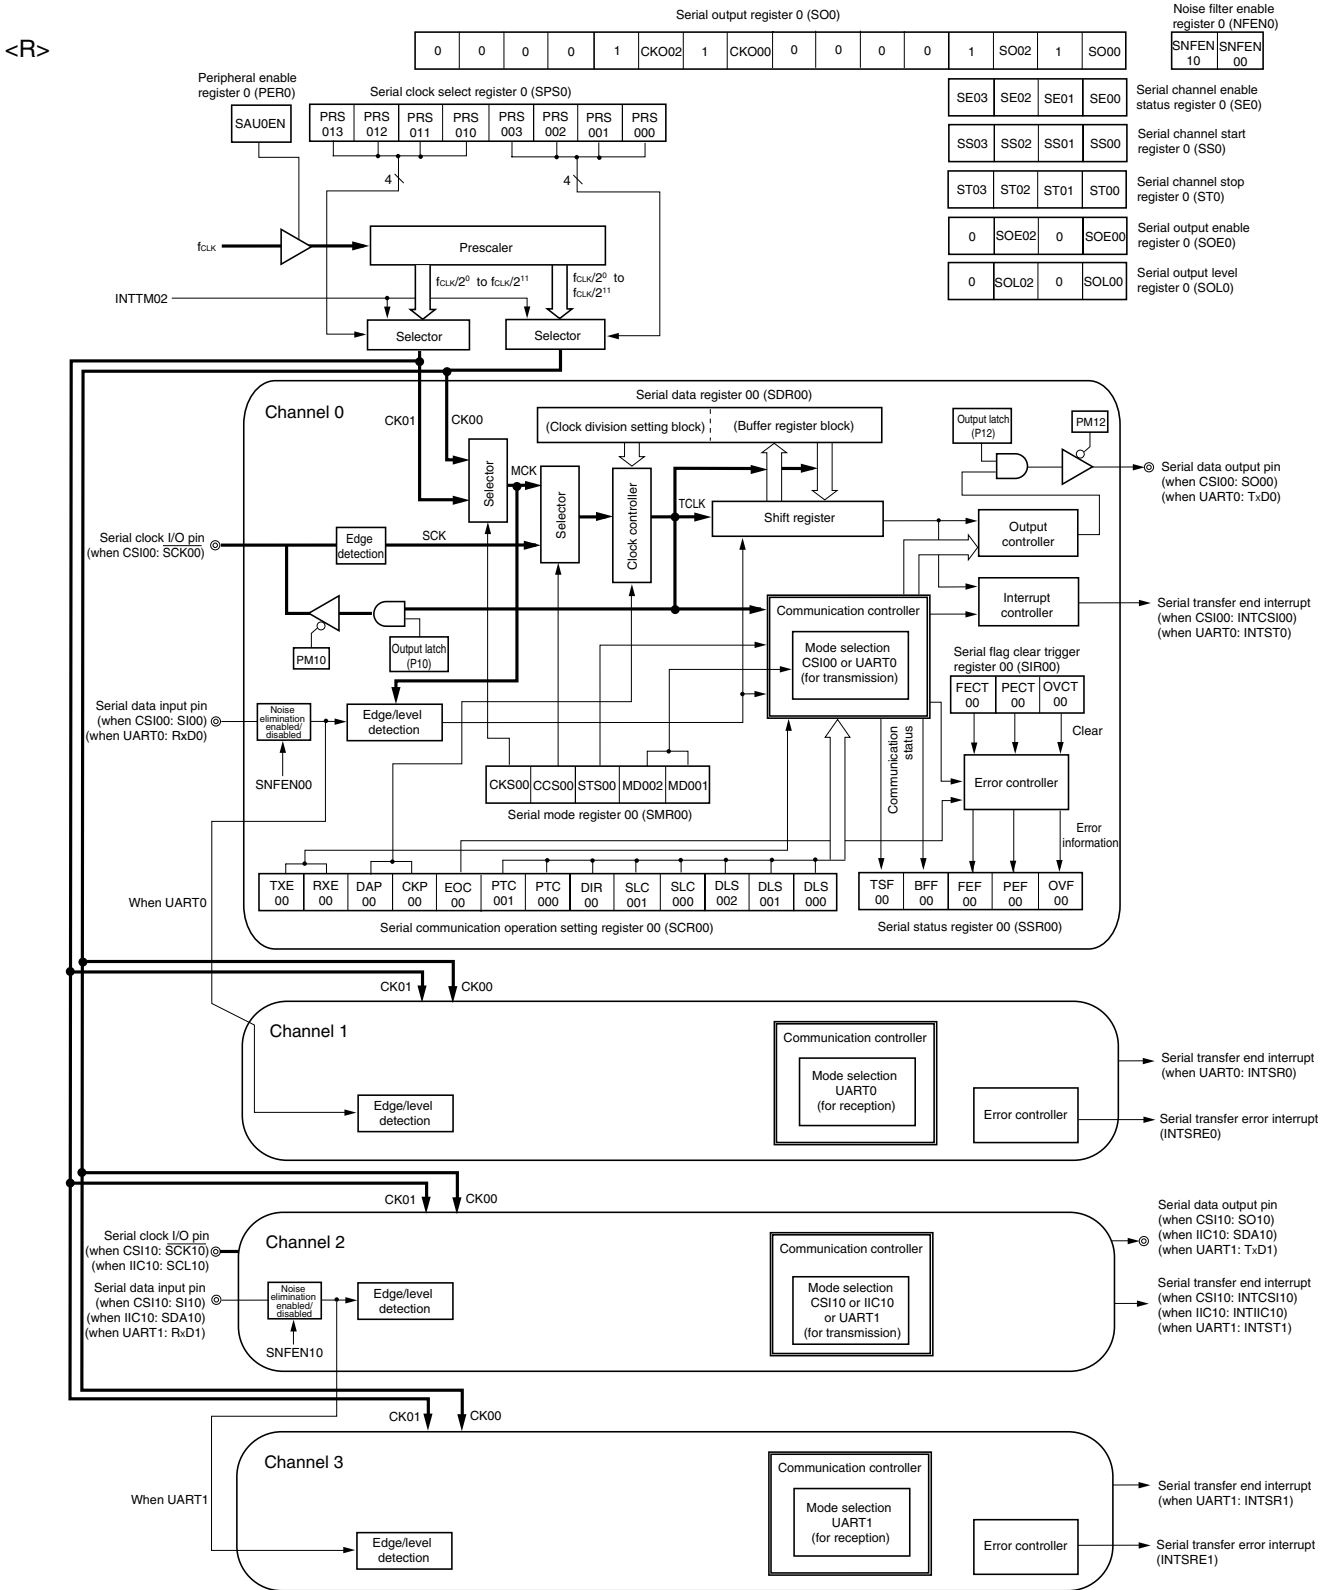 <R>
Serial output register 0 (SO0)
0 0 0 0 1 CKO02 1 CKO00 0 0 0 0 1 SO02 1 SO00
Noise filter enable
register 0 (NFEN0)
SNFEN 10 SNFEN 00
Peripheral enable
register 0 (PER0)
SAU0EN
Serial clock select register 0 (SPS0)
PRS 013 PRS 012 PRS 011 PRS 010 PRS 003 PRS 002 PRS 001 PRS 000
4
4
SE03 SE02 SE01 SE00
Serial channel enable
status register 0 (SE0)
SS03 SS02 SS01 SS00
Serial channel start
register 0 (SS0)
ST03 ST02 ST01 ST00
Serial channel stop
register 0 (ST0)
0 SOE02 0 SOE00
Serial output enable
register 0 (SOE0)
0 SOL02 0 SOL00
Serial output level
register 0 (SOL0)
fCLK
Prescaler
fCLK/2⁰ to fCLK/2¹¹
fCLK/2⁰ to
fCLK/2¹¹
INTTM02
Selector
Selector
Channel 0
CK01
CK00
Serial data register 00 (SDR00)
(Clock division setting block)
(Buffer register block)
Output latch
(P12)
PM12
Serial data output pin
(when CSI00: SO00)
(when UART0: TxD0)
Selector
MCK
Selector
Clock controller
TCLK
Shift register
Output
controller
Serial clock I/O pin
(when CSI00: SCK00)
Edge
detection
SCK
Communication controller
Mode selection
CSI00 or UART0
(for transmission)
Interrupt
controller
Serial transfer end interrupt
(when CSI00: INTCSI00)
(when UART0: INTST0)
PM10
Output latch
(P10)
Serial flag clear trigger
register 00 (SIR00)
FECT 00 PECT 00 OVCT 00
Clear
Serial data input pin
(when CSI00: SI00)
(when UART0: RxD0)
Noise
elimination
enabled/
disabled
Edge/level
detection
SNFEN00
CKS00 CCS00 STS00 MD002 MD001
Serial mode register 00 (SMR00)
Communication
status
Error controller
Error
information
When UART0
TXE 00 RXE 00 DAP 00 CKP 00 EOC 00 PTC 001 PTC 000 DIR 00 SLC 001 SLC 000 DLS 002 DLS 001 DLS 000
Serial communication operation setting register 00 (SCR00)
TSF 00 BFF 00 FEF 00 PEF 00 OVF 00
Serial status register 00 (SSR00)
CK01
CK00
Channel 1
Communication controller
Mode selection
UART0
(for reception)
Edge/level
detection
Error controller
Serial transfer end interrupt
(when UART0: INTSR0)
Serial transfer error interrupt
(INTSRE0)
CK01
CK00
Channel 2
Serial clock I/O pin
(when CSI10: SCK10)
(when IIC10: SCL10)
Serial data input pin
(when CSI10: SI10)
(when IIC10: SDA10)
(when UART1: RxD1)
Noise
elimination
enabled/
disabled
Edge/level
detection
SNFEN10
Communication controller
Mode selection
CSI10 or IIC10
or UART1
(for transmission)
Serial data output pin
(when CSI10: SO10)
(when IIC10: SDA10)
(when UART1: TxD1)
Serial transfer end interrupt
(when CSI10: INTCSI10)
(when IIC10: INTIIC10)
(when UART1: INTST1)
CK01
CK00
Channel 3
When UART1
Communication controller
Mode selection
UART1
(for reception)
Edge/level
detection
Error controller
Serial transfer end interrupt
(when UART1: INTSR1)
Serial transfer error interrupt
(INTSRE1)